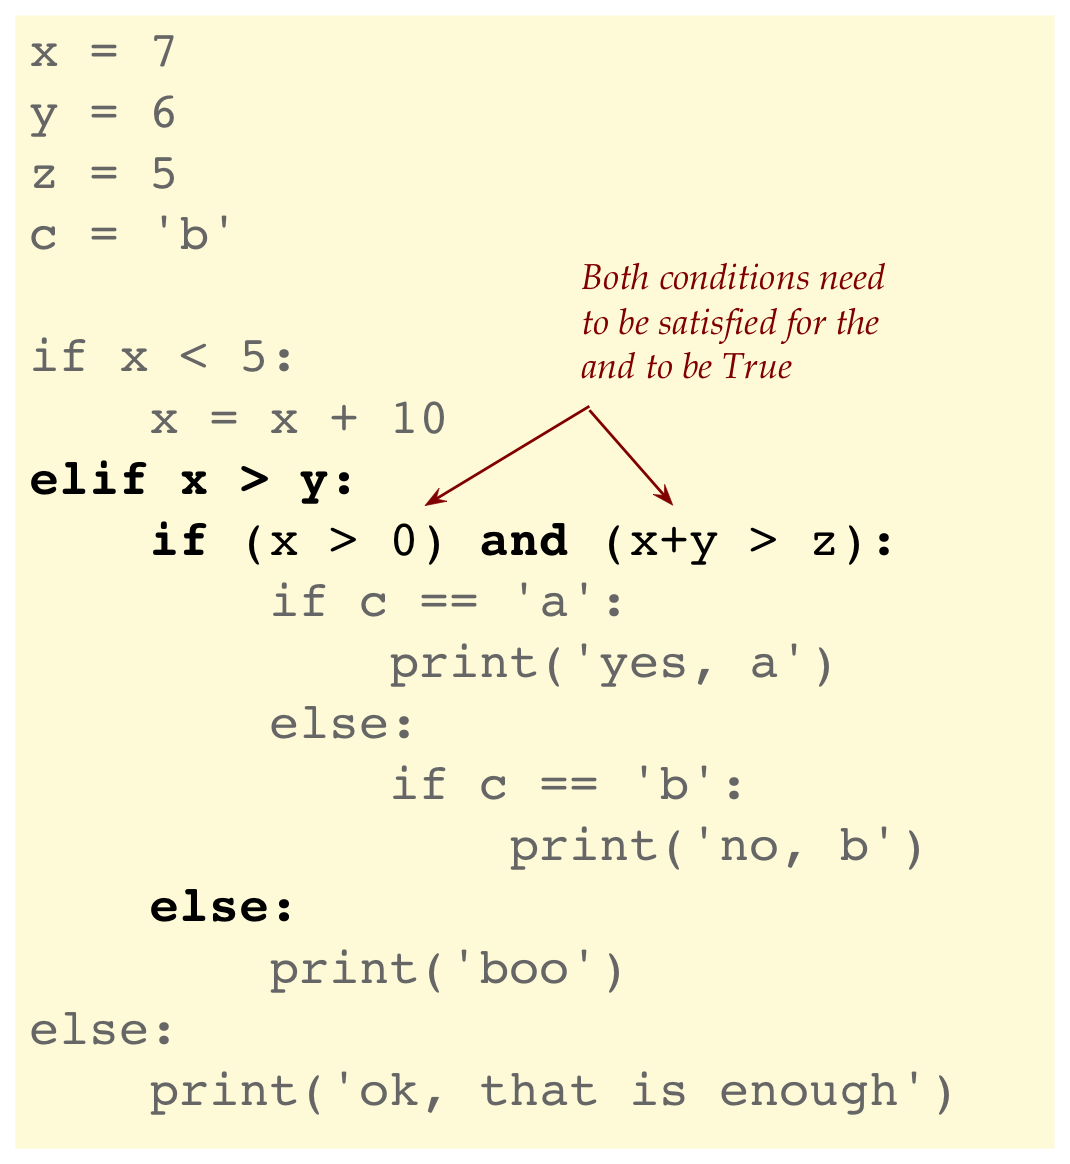 x = 7
y = 6
z = 5
c = 'b'
Both conditions need
to be satisfied for the
and to be True
if x < 5:
    x = x + 10
elif x > y:
    if (x > 0) and (x+y > z):
        if c == 'a':
            print('yes, a')
        else:
            if c == 'b':
                print('no, b')
    else:
        print('boo')
else:
    print('ok, that is enough')